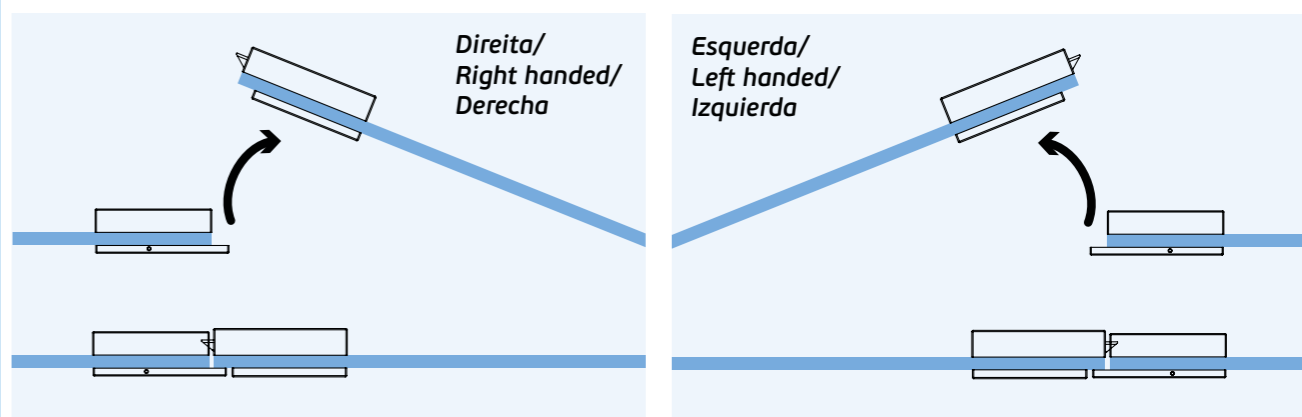 Direita/
Right handed/
Derecha
Esquerda/
Left handed/
Izquierda